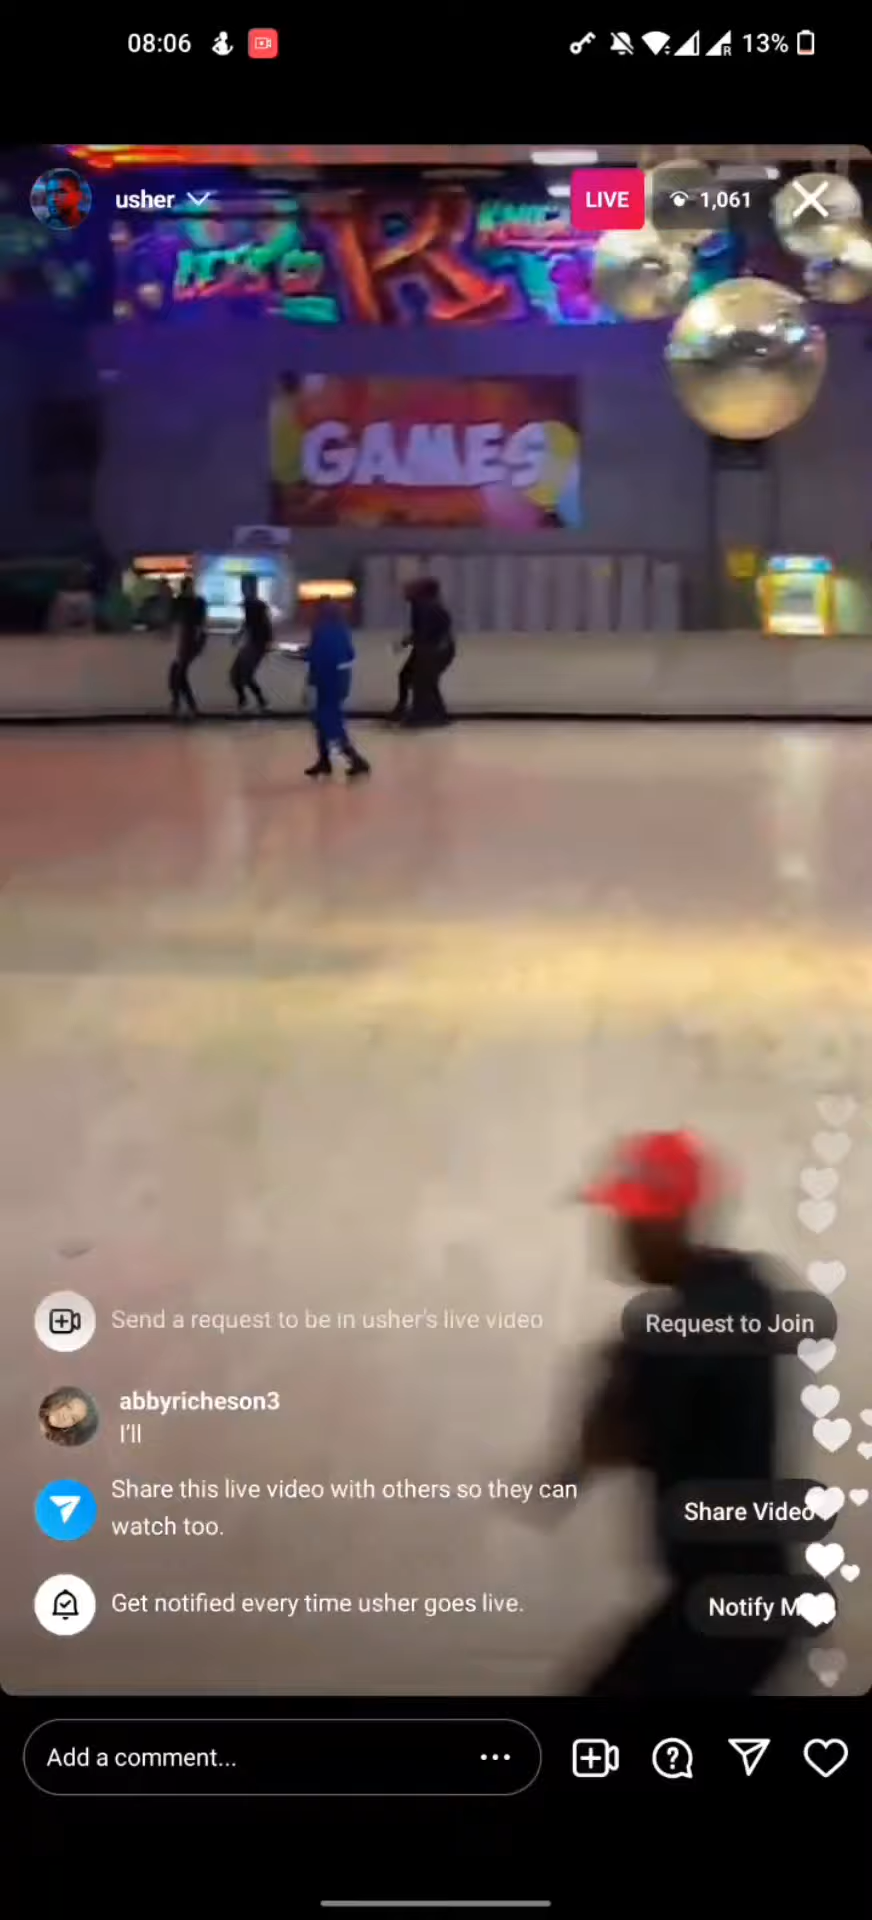 08:06
13%
R
usher
LIVE
1,061
R
GAMES
Send a request to be in usher's live video
Request to Join
abbyricheson3
I'll
Share this live video with others so they can
watch too.
Share Video
Get notified every time usher goes live.
Notify
Add a comment...